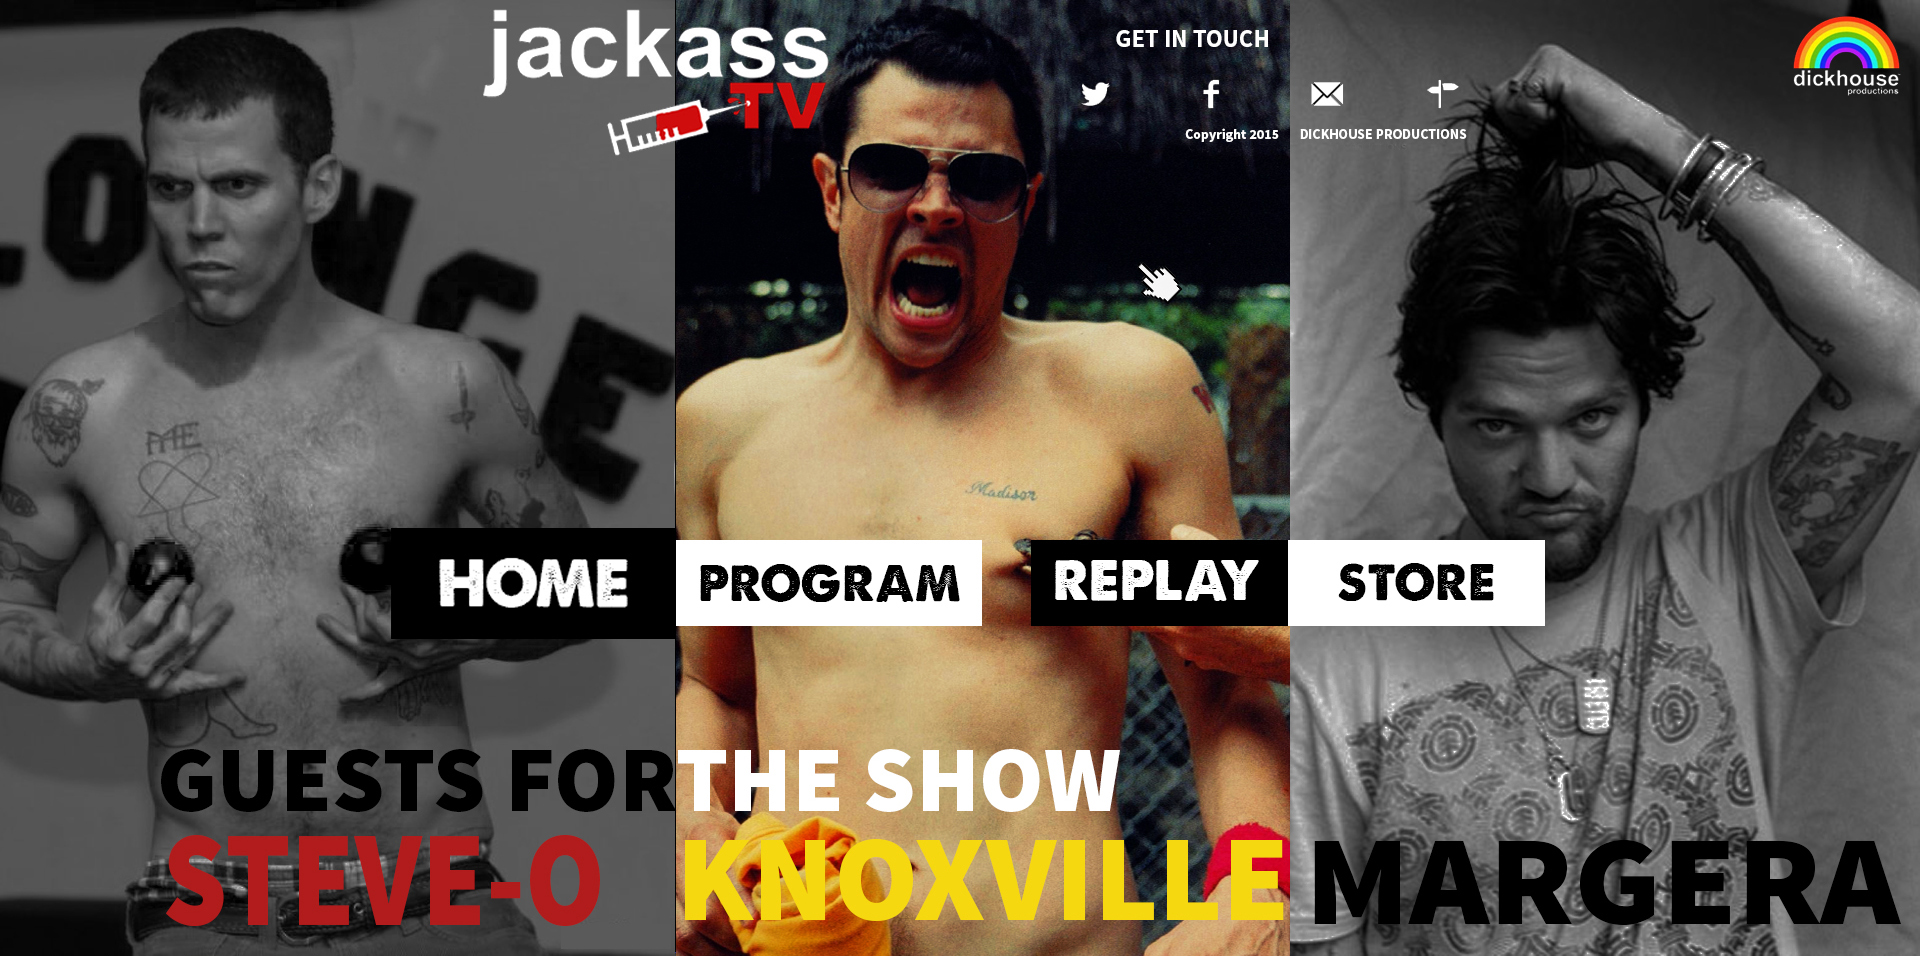 jackass
TV
GET IN TOUCH
Copyright 2015 DICKHOUSE PRODUCTIONS
dickhouse
productions
ME
Madison
HOME
PROGRAM
REPLAY
STORE
GUESTS FOR THE SHOW
STEVE-O
KNOXVILLE
MARGERA